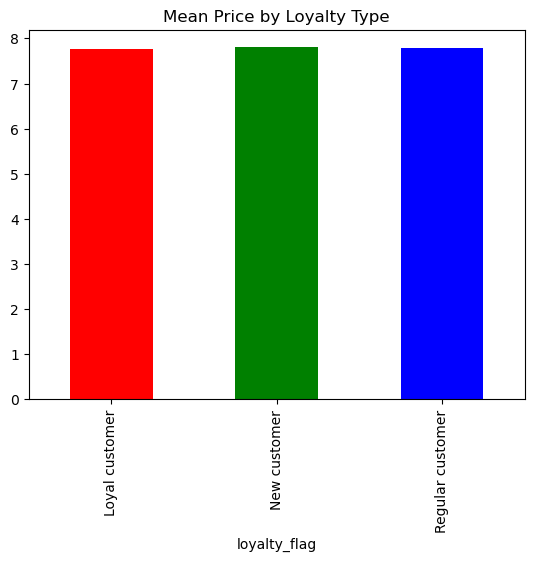 Mean Price by Loyalty Type
8
7
6
5
4
3
2
1
0
Loyal customer
New customer
Regular customer
loyalty_flag